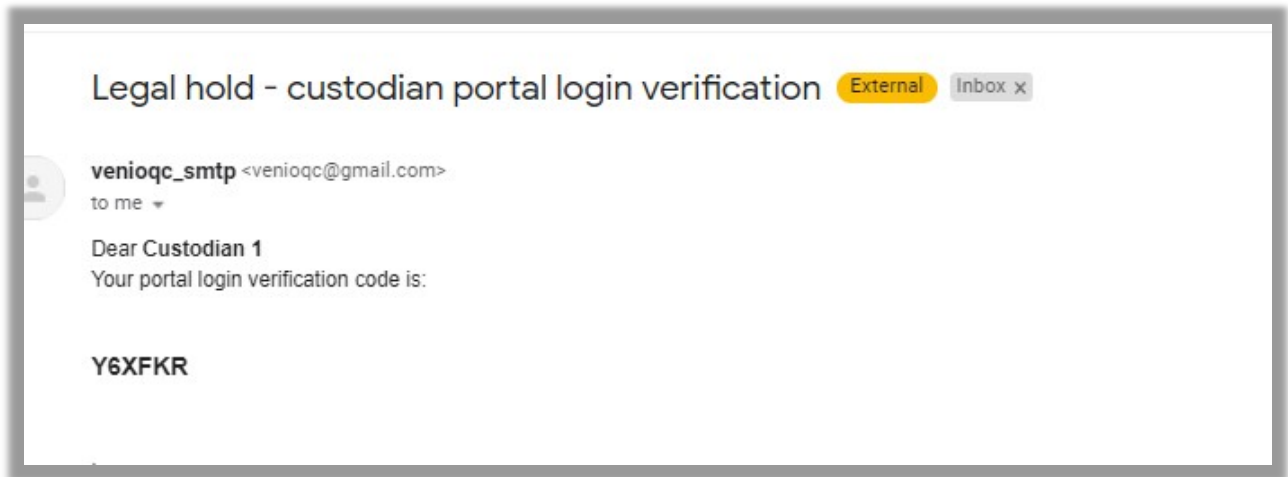 Legal hold - custodian portal login verification External Inbox x
venioqc_smtp <venioqc@gmail.com>
to me
Dear Custodian 1
Your portal login verification code is:
Y6XFKR